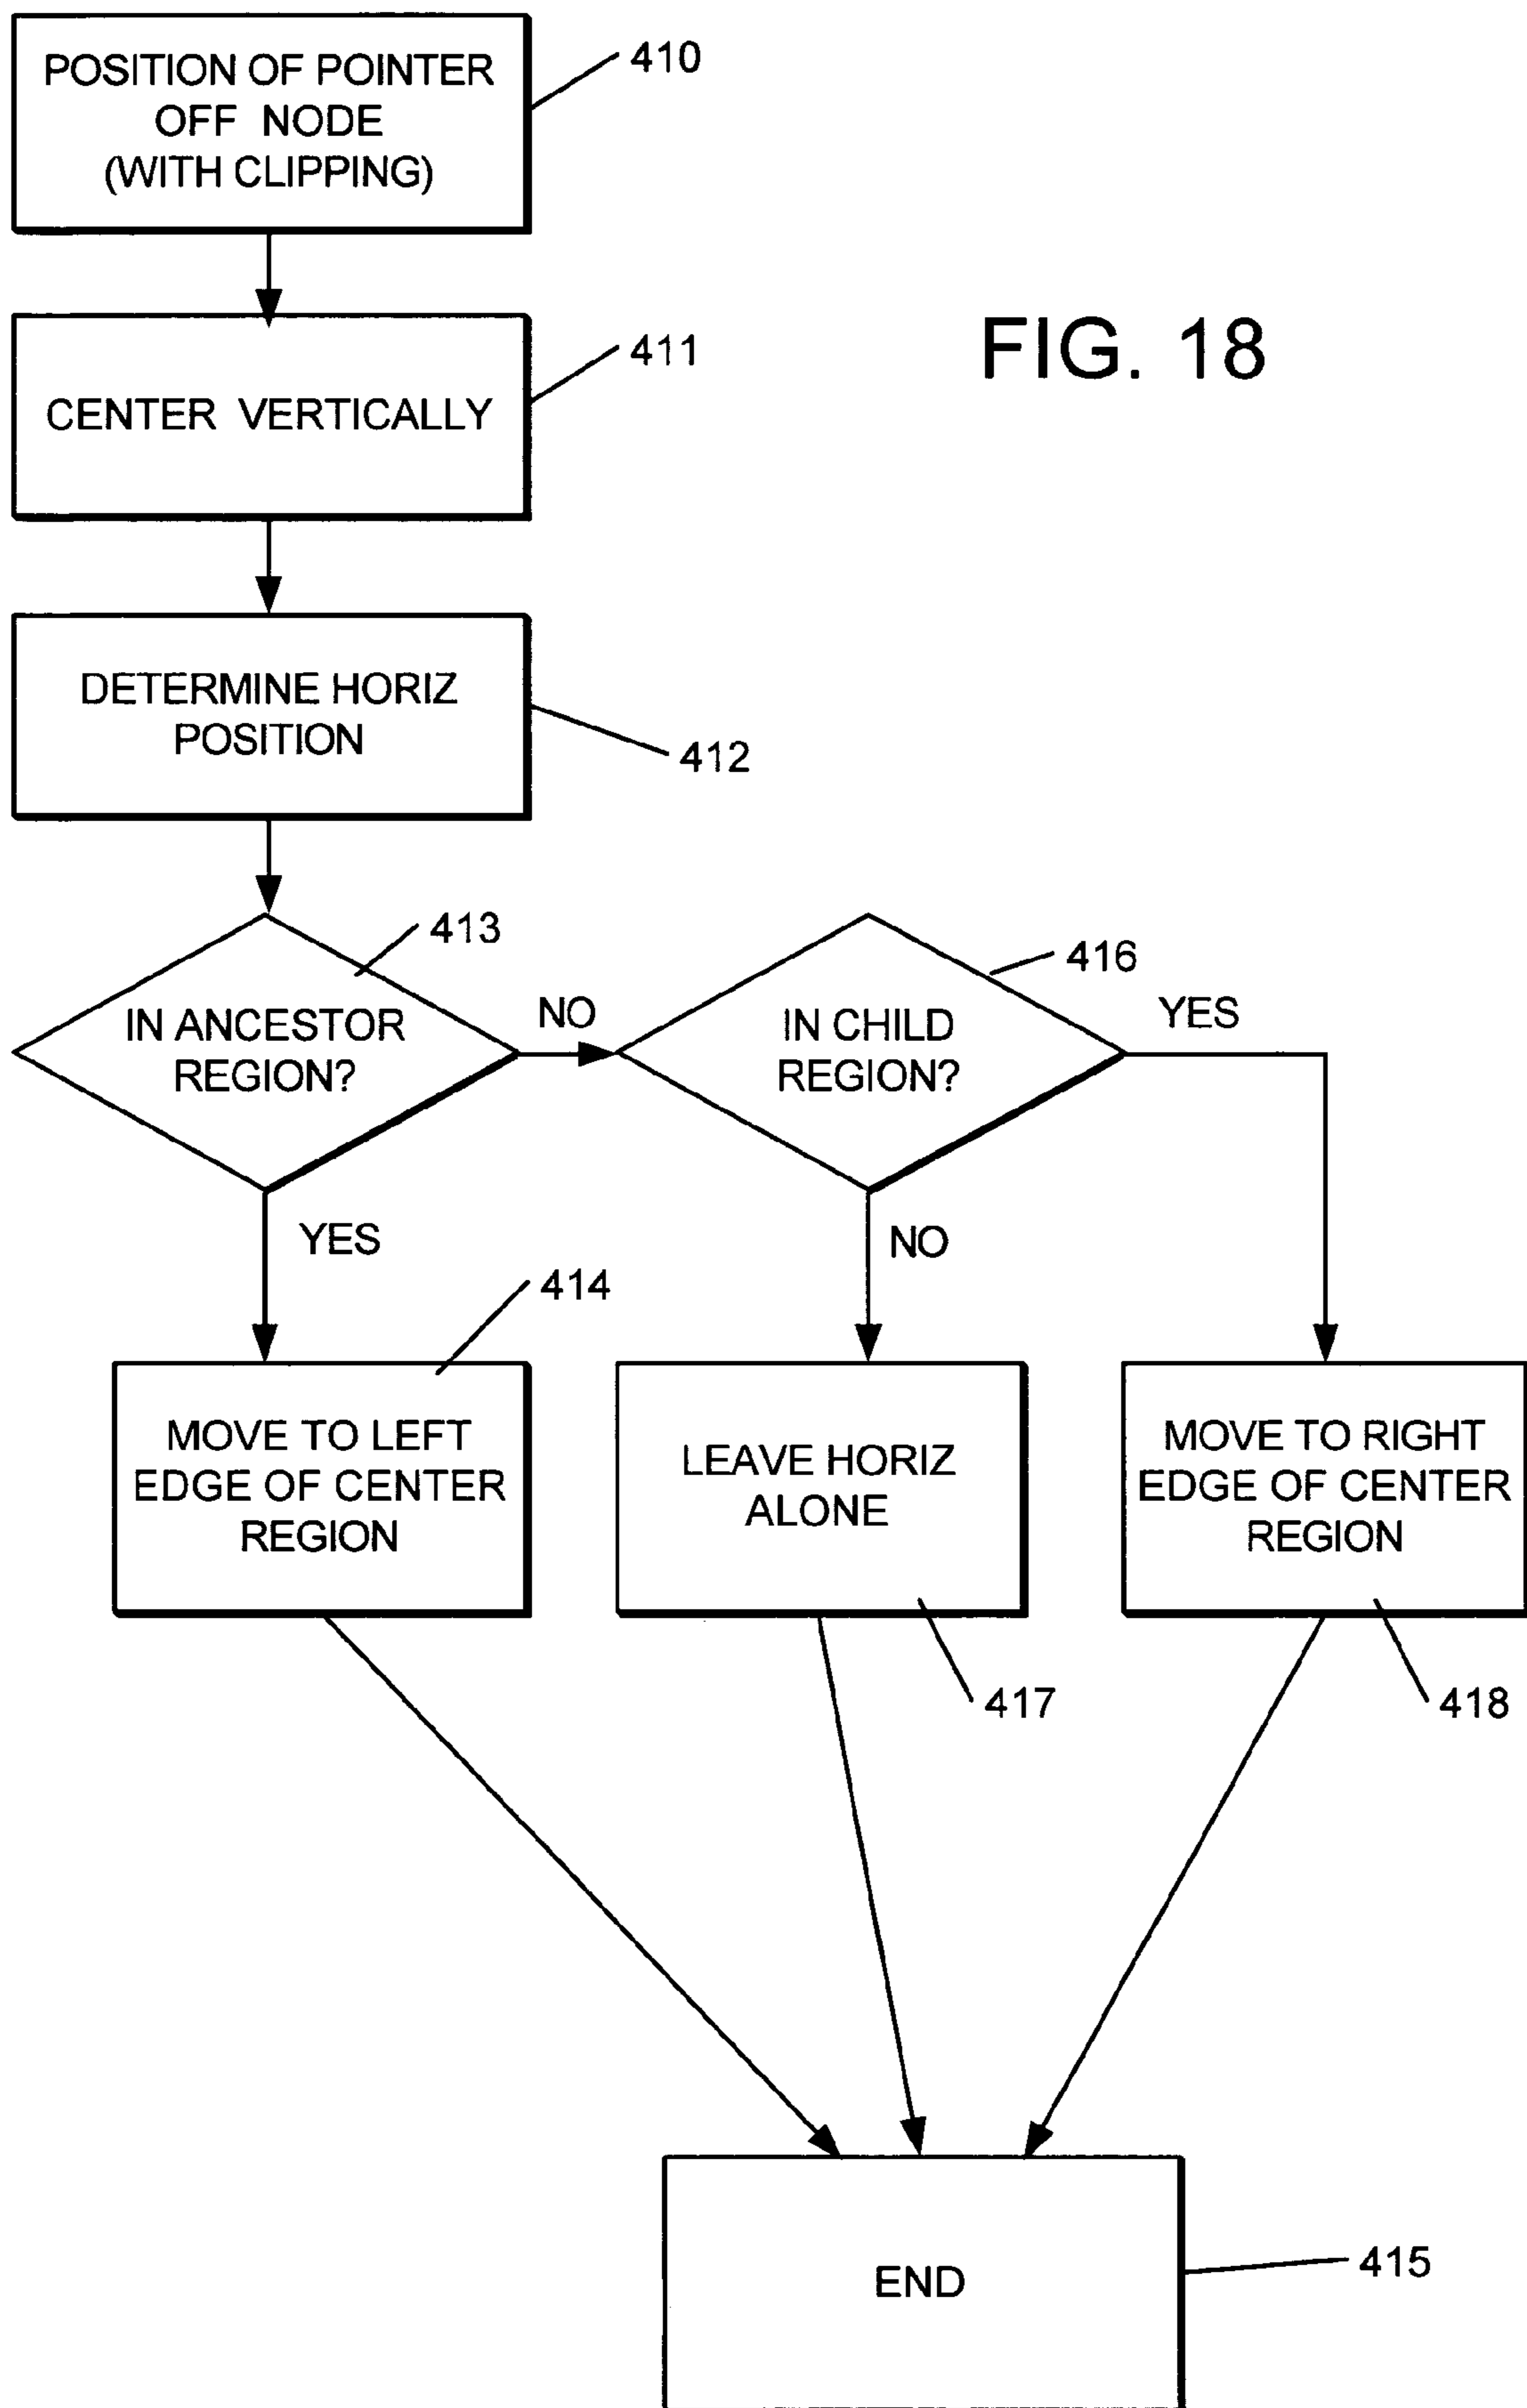 POSITION OF POINTER
OFF NODE
(WITH CLIPPING)
410
FIG. 18
CENTER VERTICALLY
411
DETERMINE HORIZ
POSITION
412
413
IN ANCESTOR
REGION?
NO
416
IN CHILD
REGION?
YES
YES
NO
414
MOVE TO LEFT
EDGE OF CENTER
REGION
LEAVE HORIZ
ALONE
MOVE TO RIGHT
EDGE OF CENTER
REGION
417
418
END
415